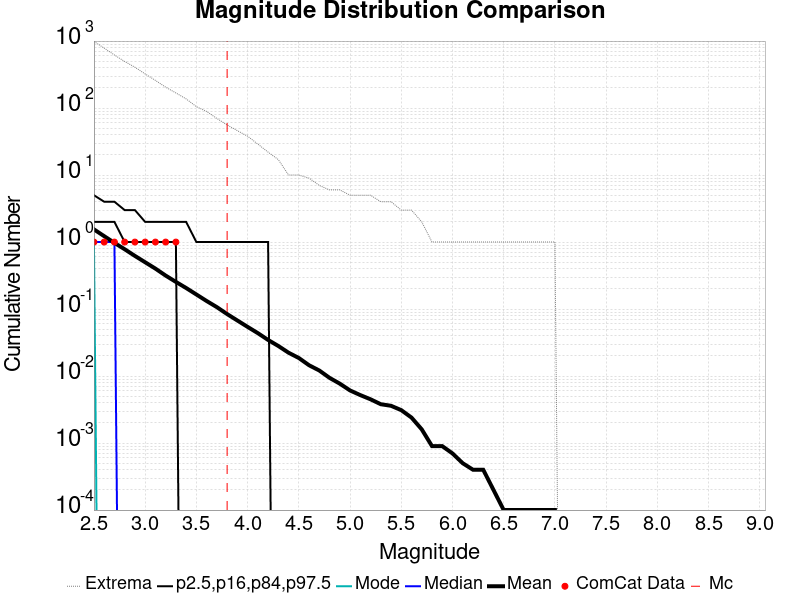 Magnitude Distribution Comparison
10^3
10^2
10^1
10^0
10^-1
10^-2
10^-3
10^-4
Cumulative Number
2.5 3.0 3.5 4.0 4.5 5.0 5.5 6.0 6.5 7.0 7.5 8.0 8.5 9.0
Magnitude
Extrema p2.5,p16,p84,p97.5 Mode Median Mean ComCat Data Mc